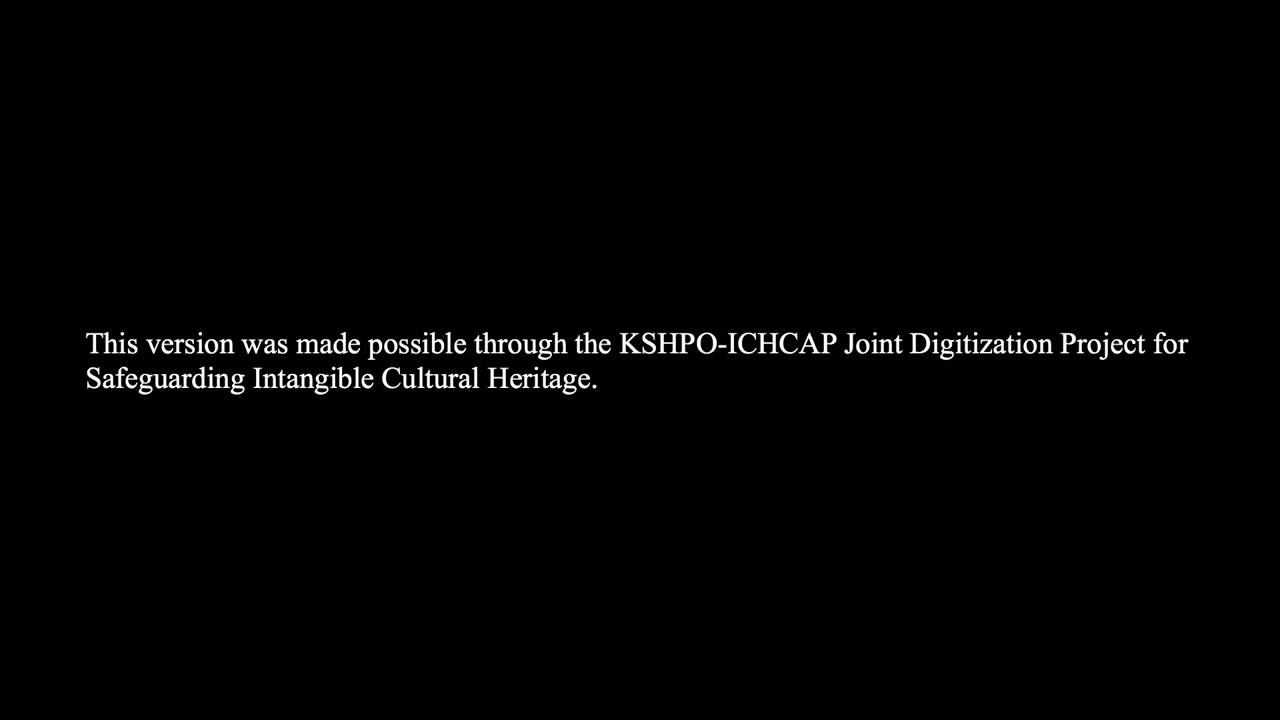 This version was made possible through the KSHPO-ICHCAP Joint Digitization Project for
Safeguarding Intangible Cultural Heritage.